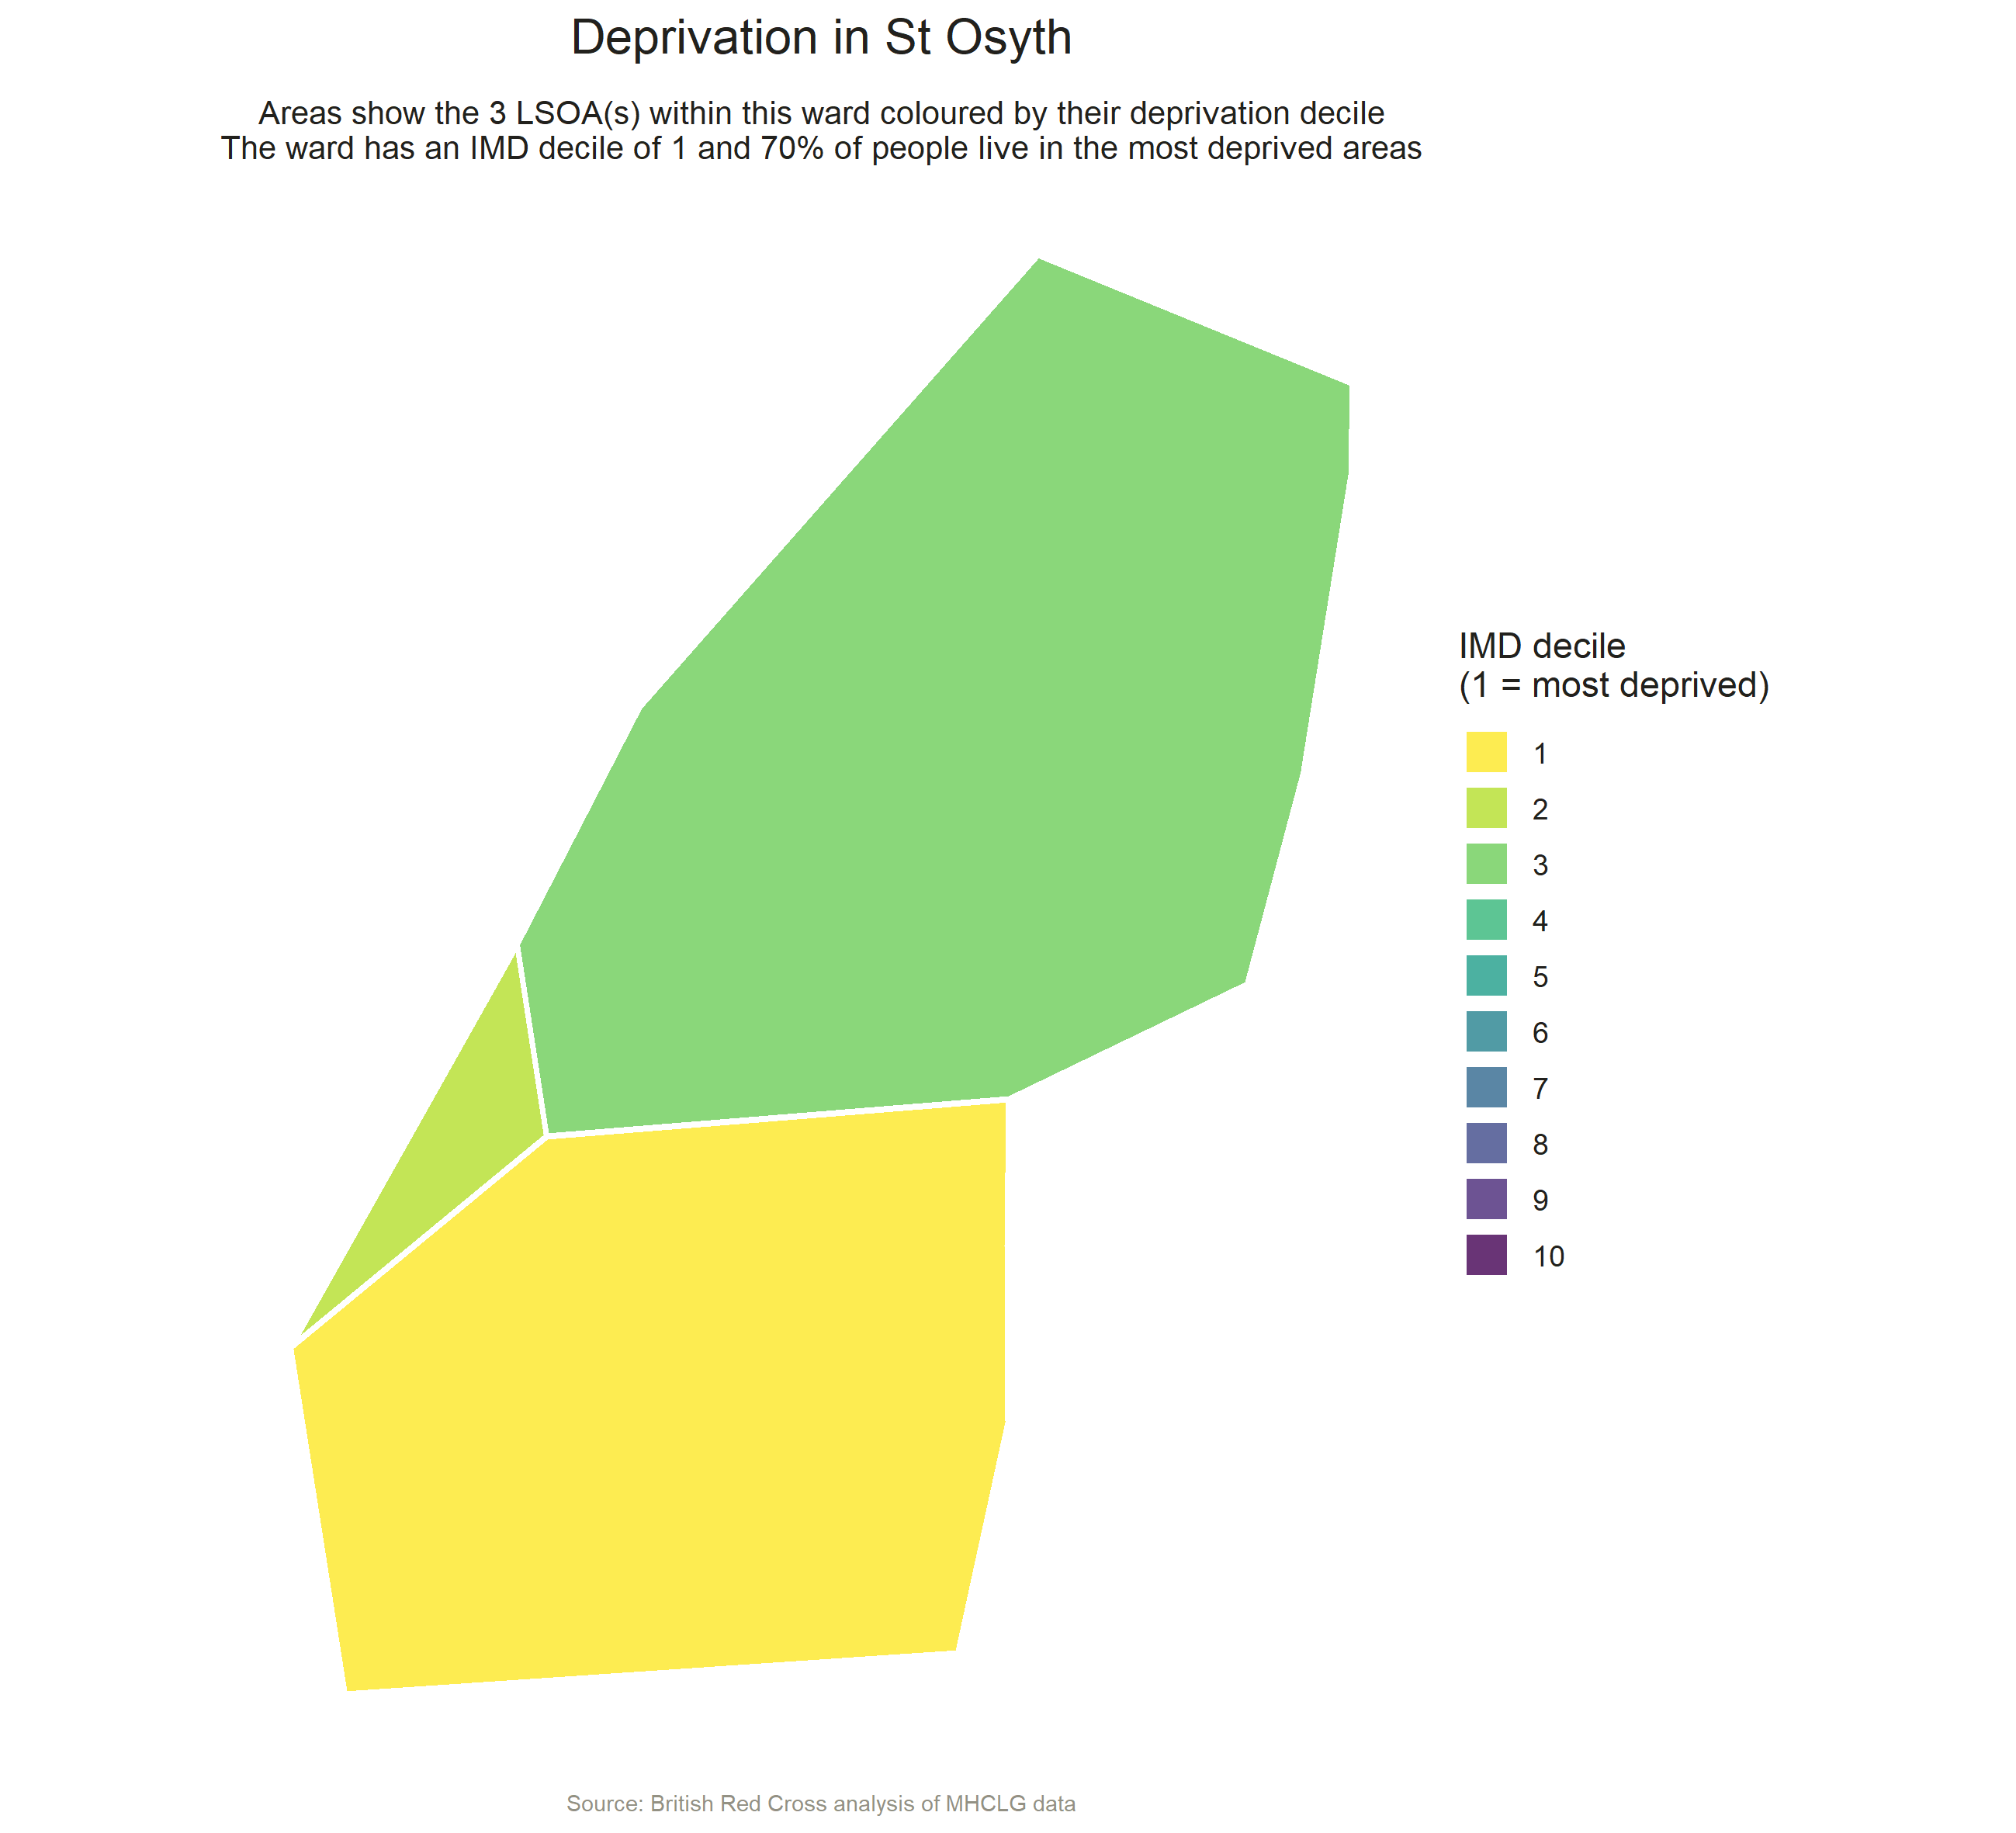 Deprivation in St Osyth
Areas show the 3 LSOA(s) within this ward coloured by their deprivation decile
The ward has an IMD decile of 1 and 70% of people live in the most deprived areas
IMD decile
(1 = most deprived)
1
2
3
4
5
6
7
8
9
10
Source: British Red Cross analysis of MHCLG data